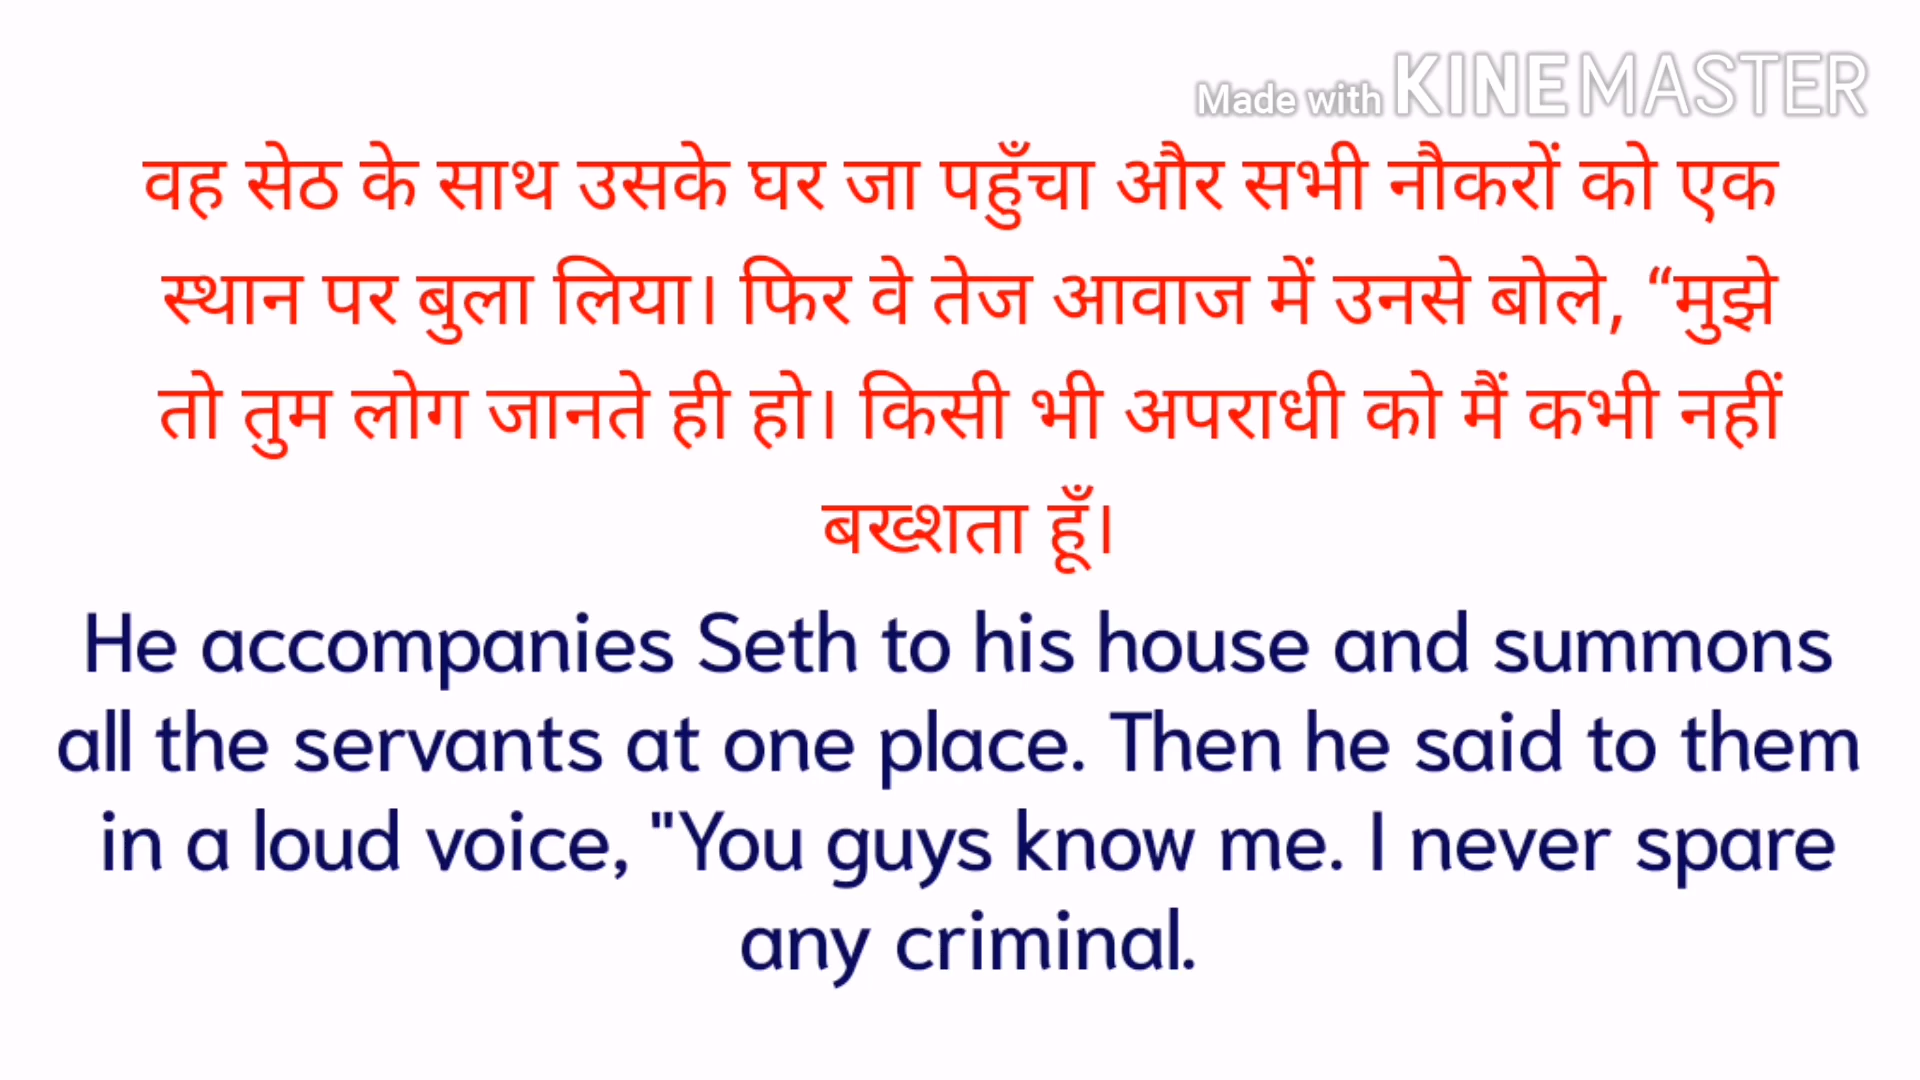 Made with KINEMASTER
वह सेठ के साथ उसके घर जा पहुँचा और सभी नौकरों को एक
स्थान पर बुला लिया। फिर वे तेज आवाज में उनसे बोले, “मुझे
तो तुम लोग जानते ही हो। किसी भी अपराधी को मैं कभी नहीं
बख्शता हूँ।
He accompanies Seth to his house and summons
all the servants at one place. Then he said to them
in a loud voice, "You guys know me. I never spare
any criminal.